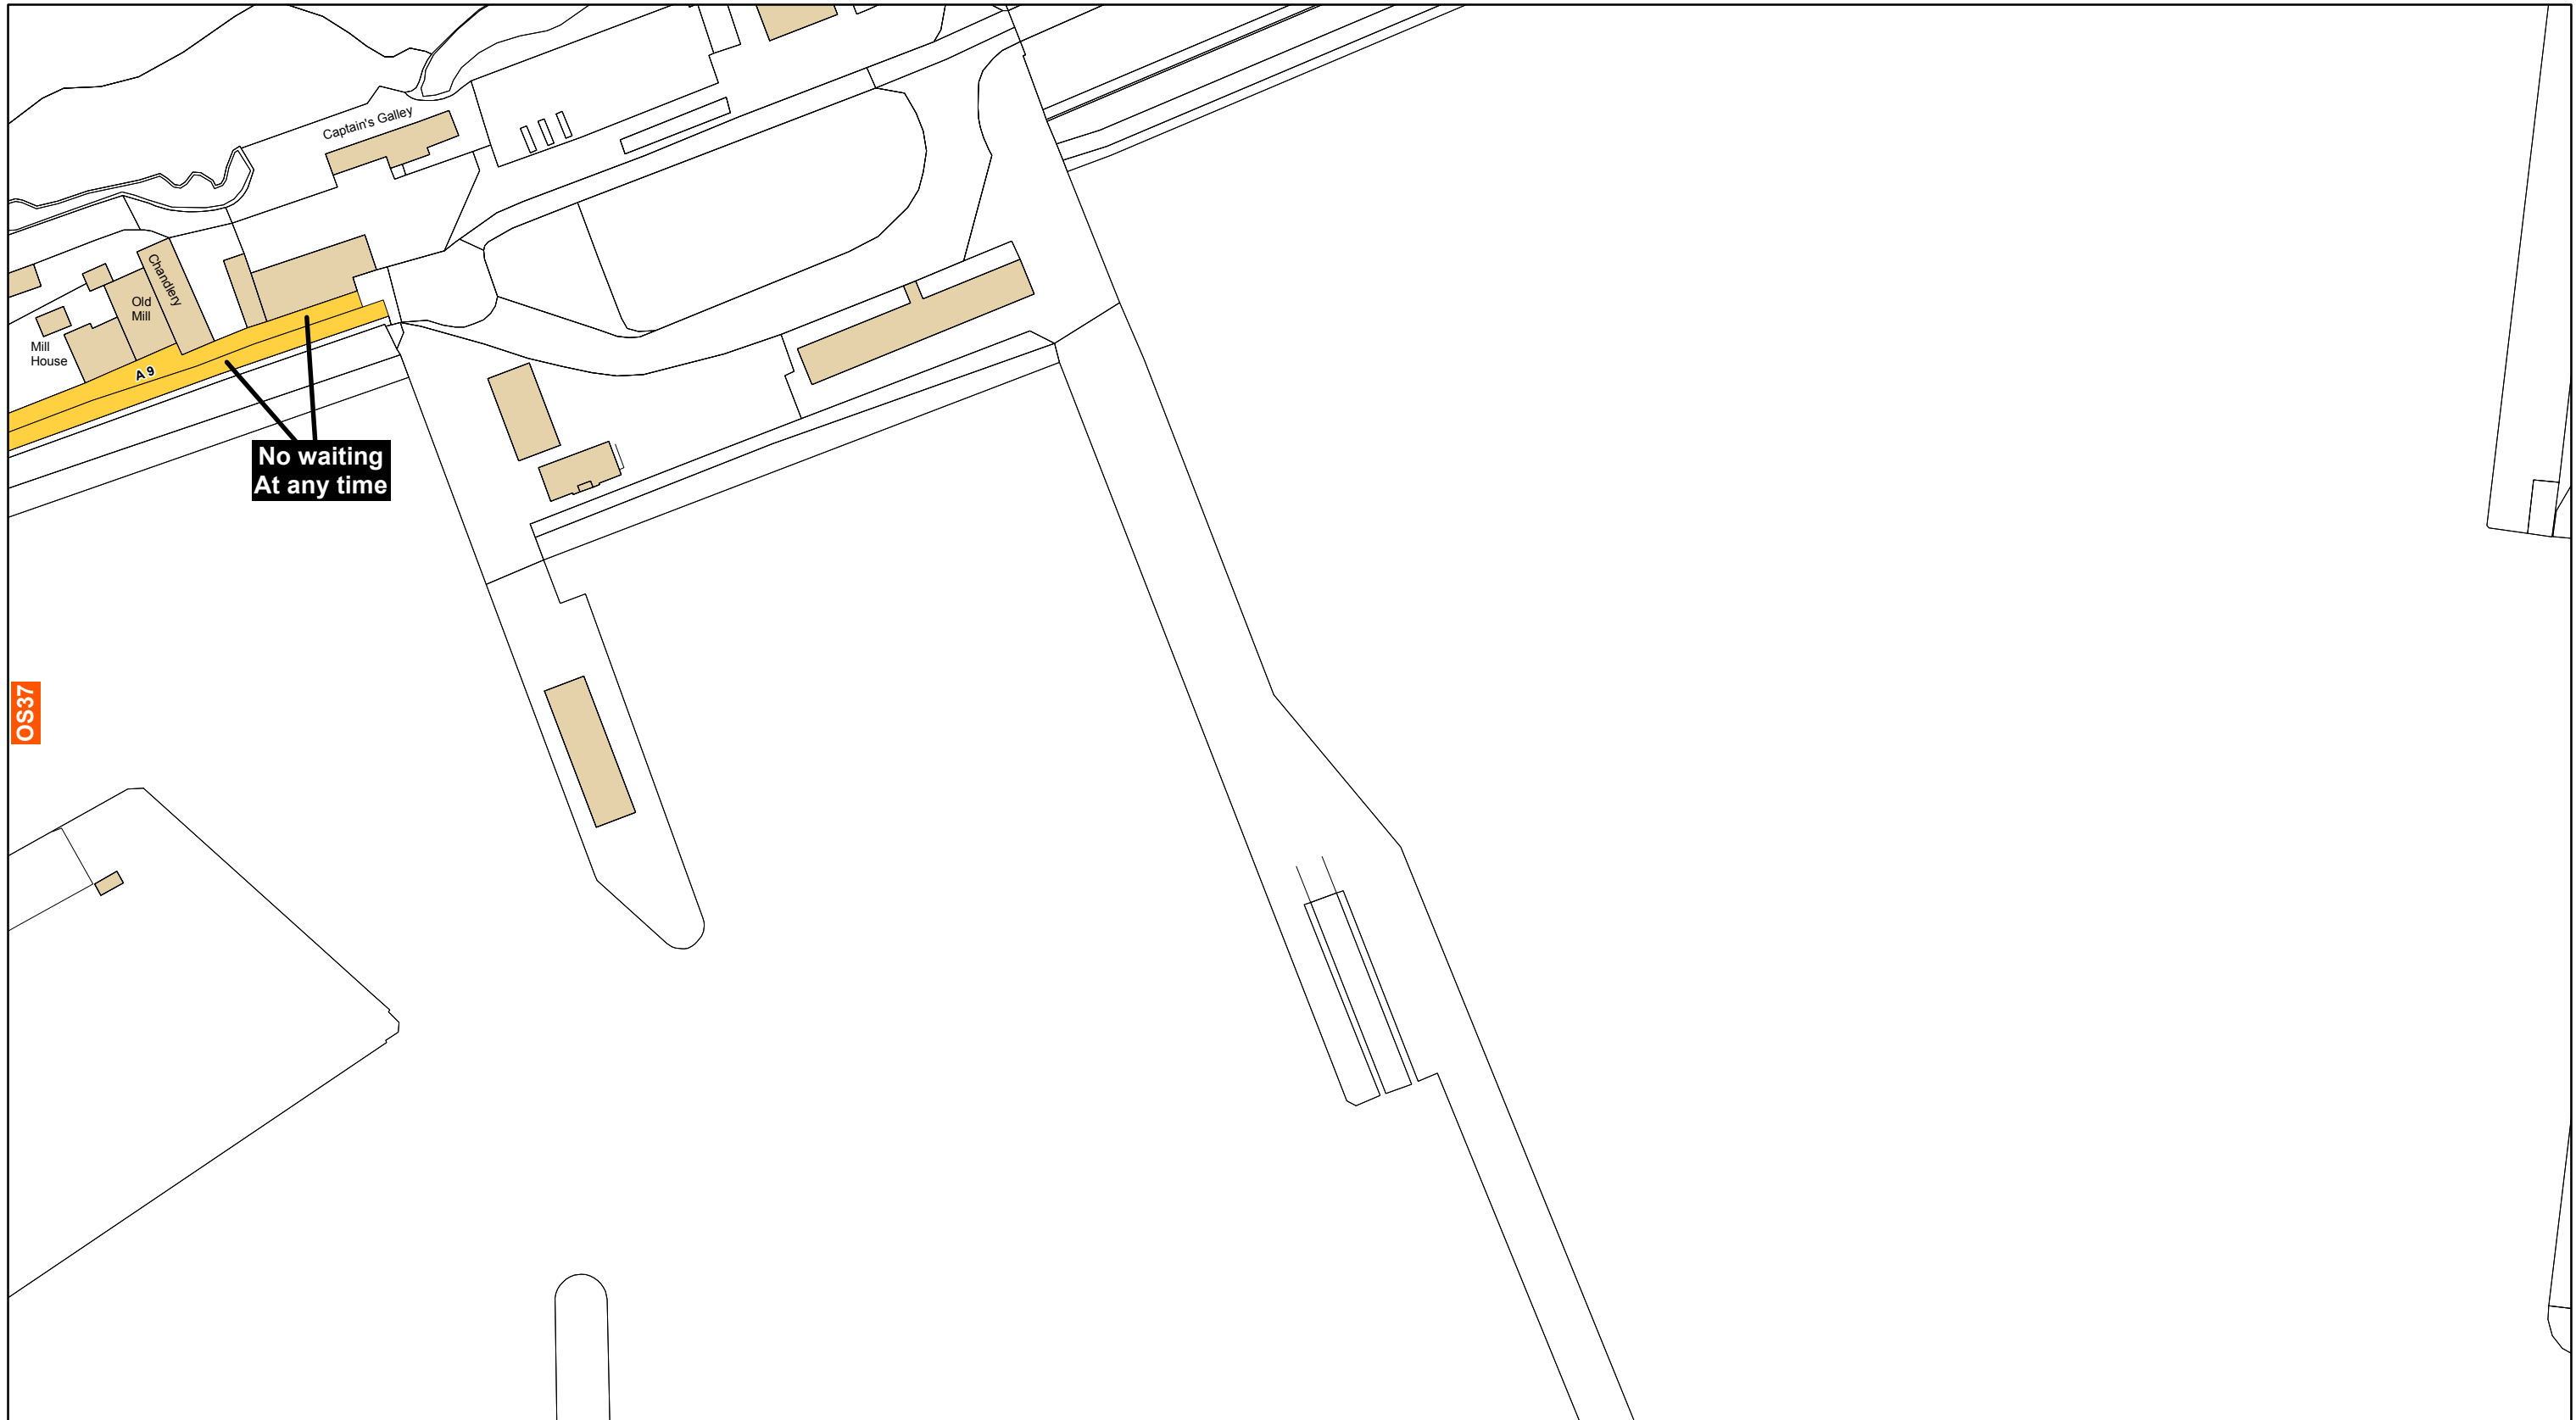 Captain's Galley
Chandlery
Old
Mill
Mill
House
A 9
No waiting
At any time
OS37